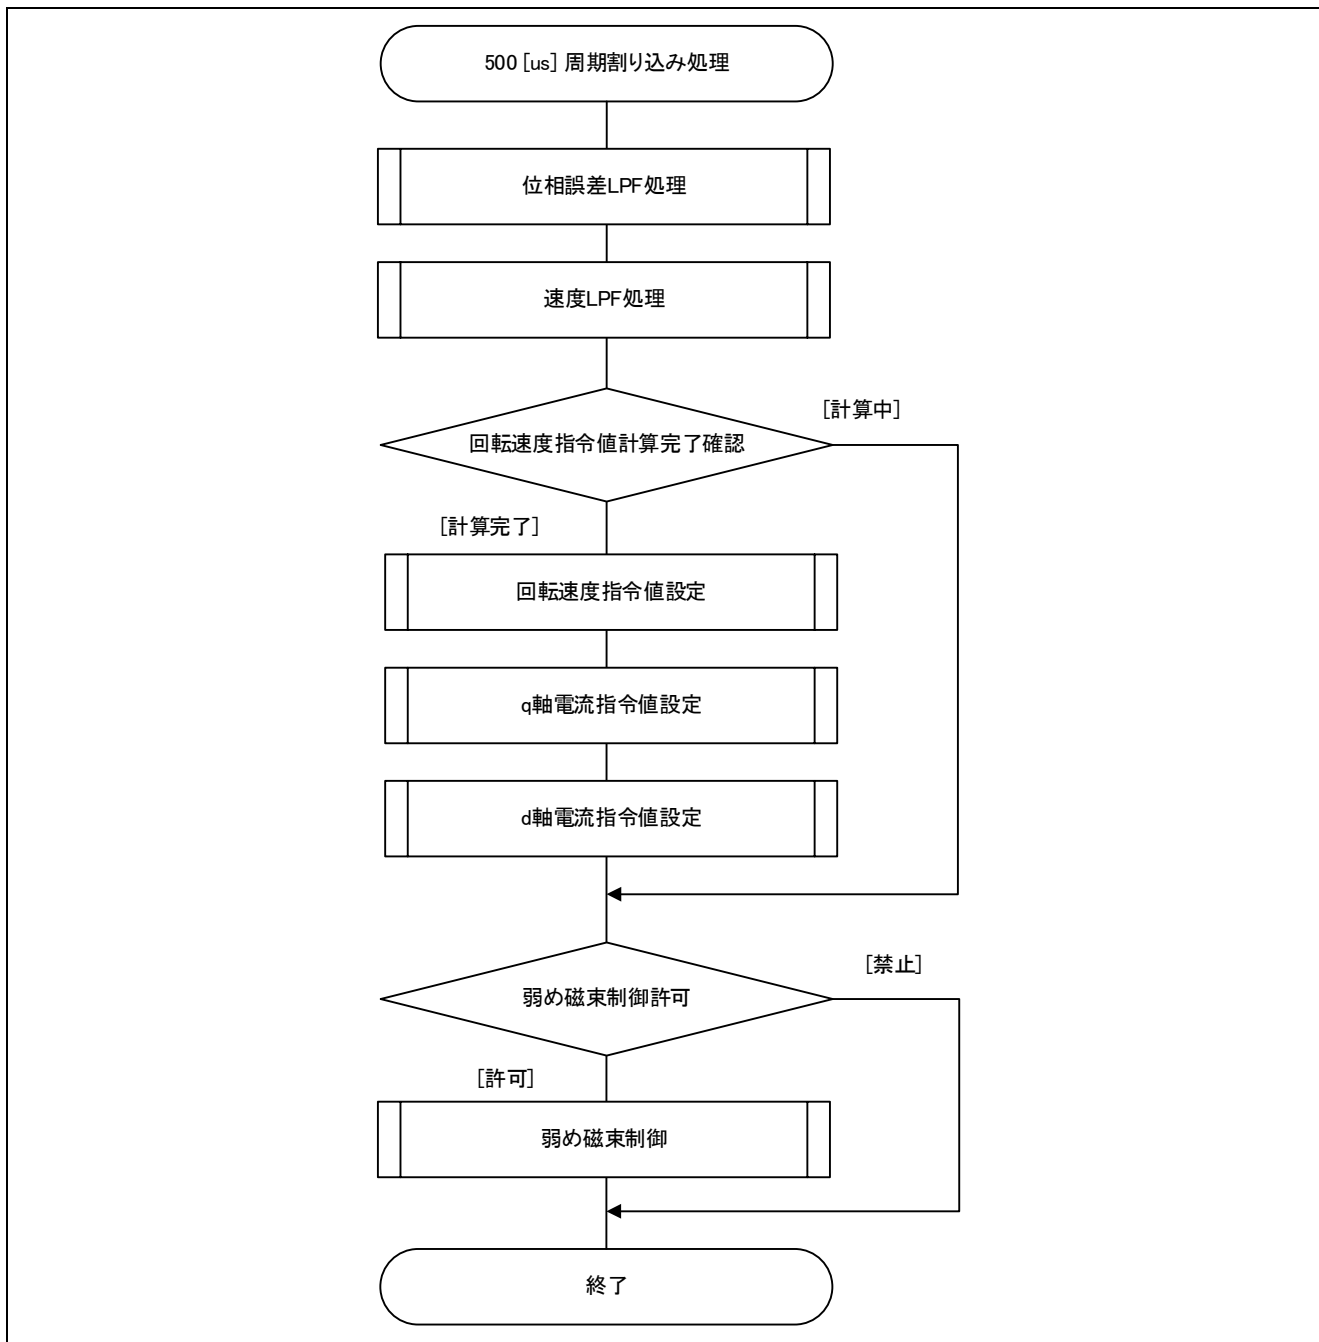 500 [us] 周期割り込み処理
位相誤差LPF処理
速度LPF処理
[計算中]
回転速度指令値計算完了確認
[計算完了]
回転速度指令値設定
q軸電流指令値設定
d軸電流指令値設定
[禁止]
弱め磁束制御許可
[許可]
弱め磁束制御
終了